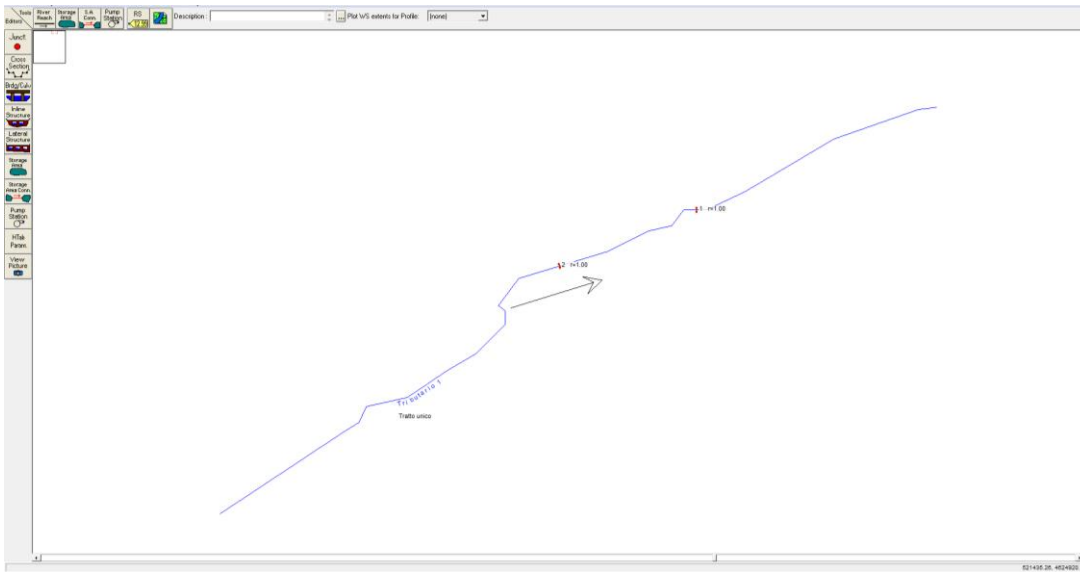 Tools
Editors
River
Reach
Storage
Area
S.A.
Conn.
Pump
Station
RS
Description :
Plot WS extents for Profile:
(none)
Junct.
Cross
Section
Brdg/Culv
Inline
Structure
Lateral
Structure
Storage
Area
Storage
Area Conn.
Pump
Station
HTab
Param.
View
Picture
1 r=1.00
2 r=1.00
Tributario 1
Tratto unico